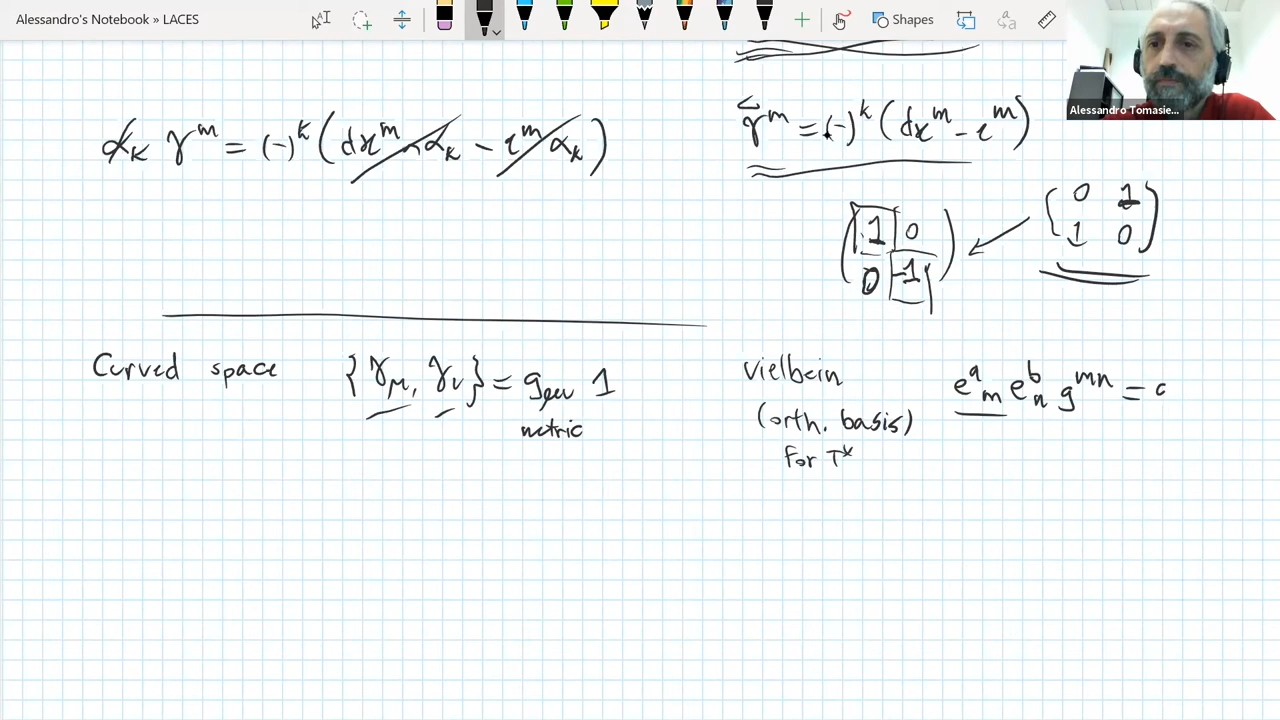 Alessandro's Notebook » LACES
Shapes
Alessandro Tomasie...
α̸_k γ^m = (-)^k (dx^m ∧ α_k - ι^m α_k)
γ^m = (-)^k (dx^m - ι^m)
(1 0
0 -1)
(0 1
1 0)
Curved space {γ_μ, γ_ν} = g_μν 1
metric
vielbein
(orth. basis)
for T*
e^a_m e^b_n g^mn =